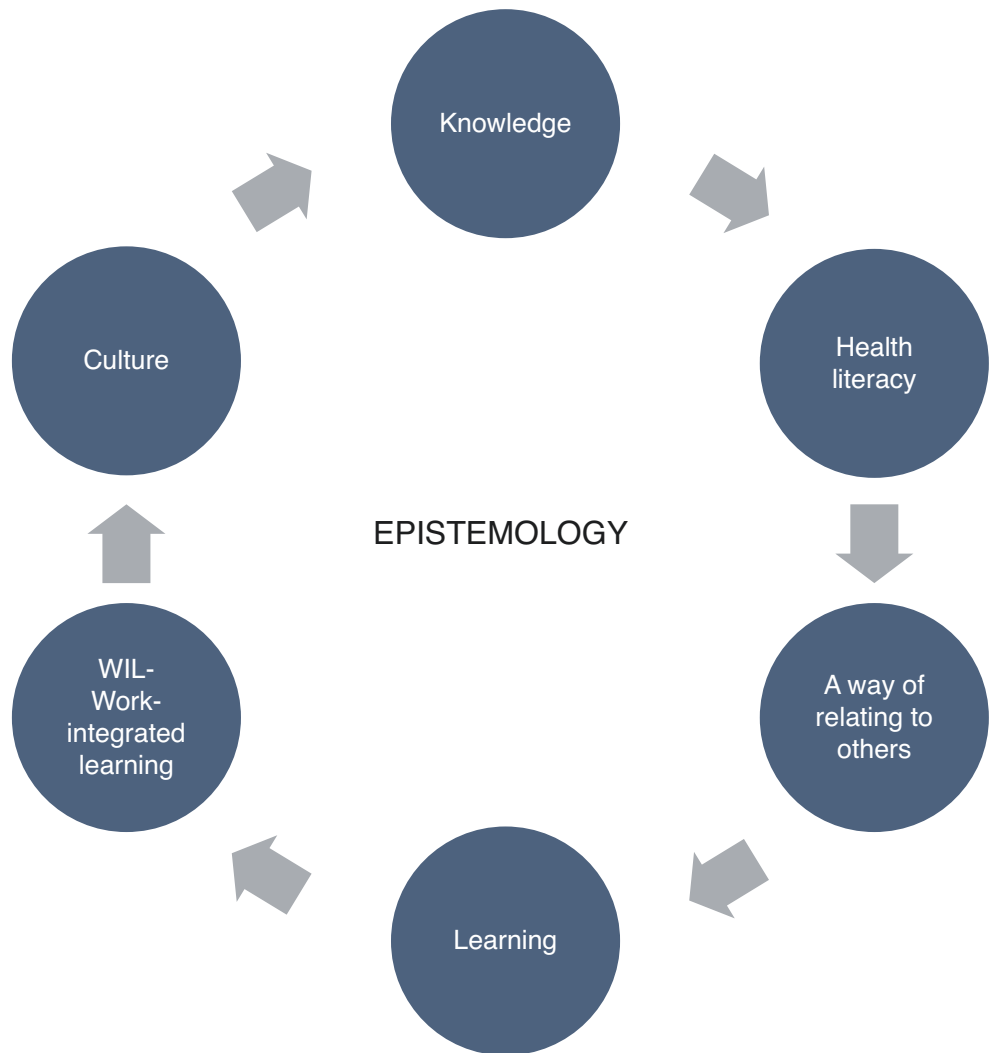 Knowledge
Health
literacy
A way of
relating to
others
Learning
WIL-
Work-
integrated
learning
Culture
EPISTEMOLOGY